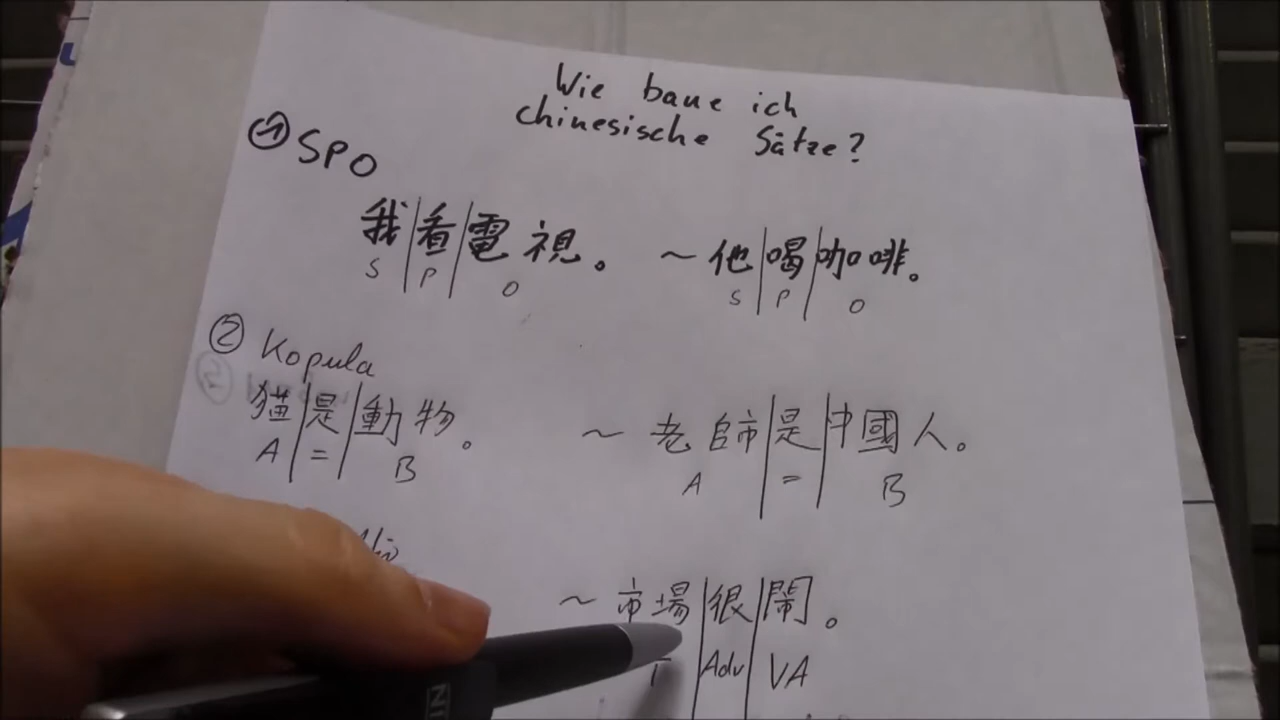 Wie baue ich
chinesische Sätze?
① SPO
我|看|電視。 ~他|喝|咖啡。
S P O S P O
② Kopula
猫|是|動物。 ~老師|是|中國人。
A = B A = B
~市場|很|鬧。
Adv VA